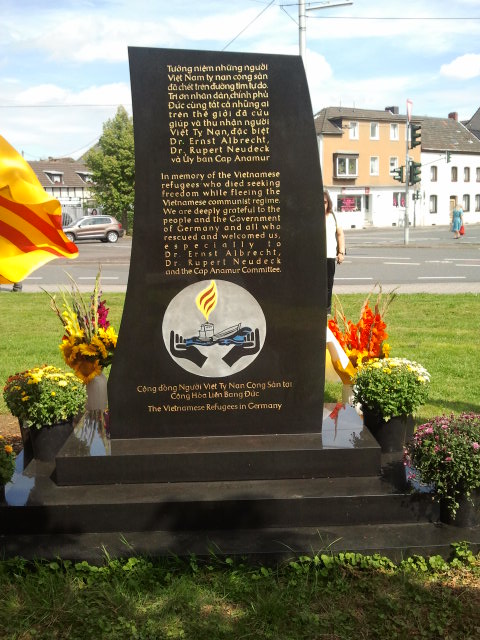 Tưởng niệm những người
Việt Nam tỵ nạn cộng sản
đã chết trên đường tìm tự do.
Tri ơn nhân dân, chính phủ
Đức cùng tất cả những ai
trên thế giới đã cứu
giúp và thu nhận người
Việt Tỵ Nạn, đặc biệt
Dr. Ernst Albrecht,
Dr. Rupert Neudeck
và Ủy ban Cap Anamur
In memory of the Vietnamese
refugees who died seeking
freedom while fleeing the
Vietnamese communist regime.
We are deeply grateful to the
people and the Government
of Germany and all who
rescued and welcomed us,
especially to
Dr. Ernst Albrecht,
Dr. Rupert Neudeck
and the Cap Anamur Committee.
Cộng đồng Người Việt Tỵ Nạn Cộng Sản tại
Cộng Hòa Liên Bang Đức
The Vietnamese Refugees in Germany